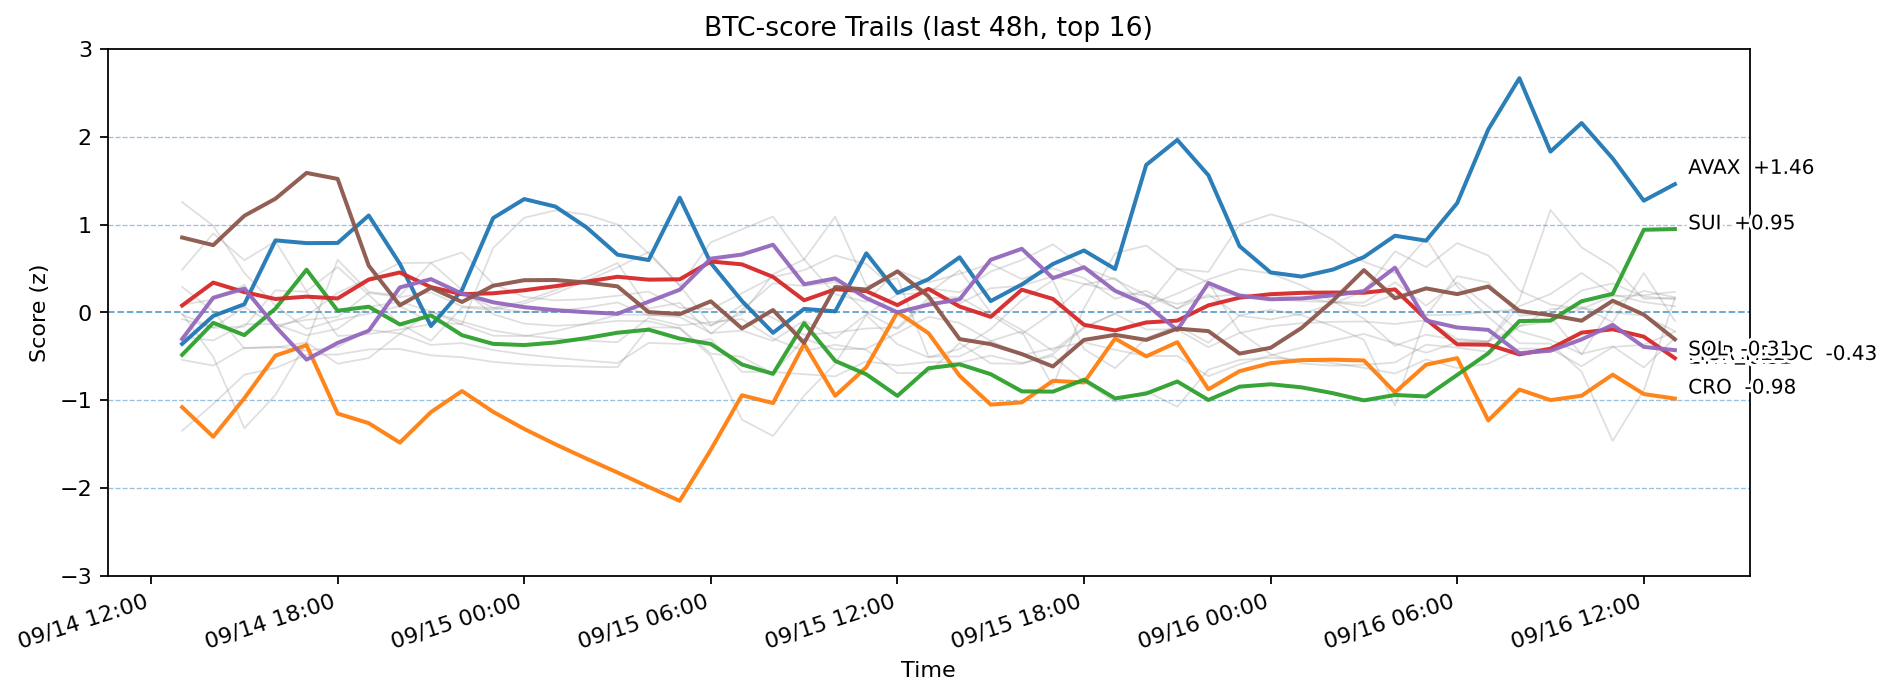 BTC-score Trails (last 48h, top 16)
3
2
1
0
−1
−2
−3
Score (z)
AVAX +1.46
SUI +0.95
SOL -0.31
-0.43
CRO -0.98
09/14 12:00
09/14 18:00
09/15 00:00
09/15 06:00
09/15 12:00
09/15 18:00
09/16 00:00
09/16 06:00
09/16 12:00
Time